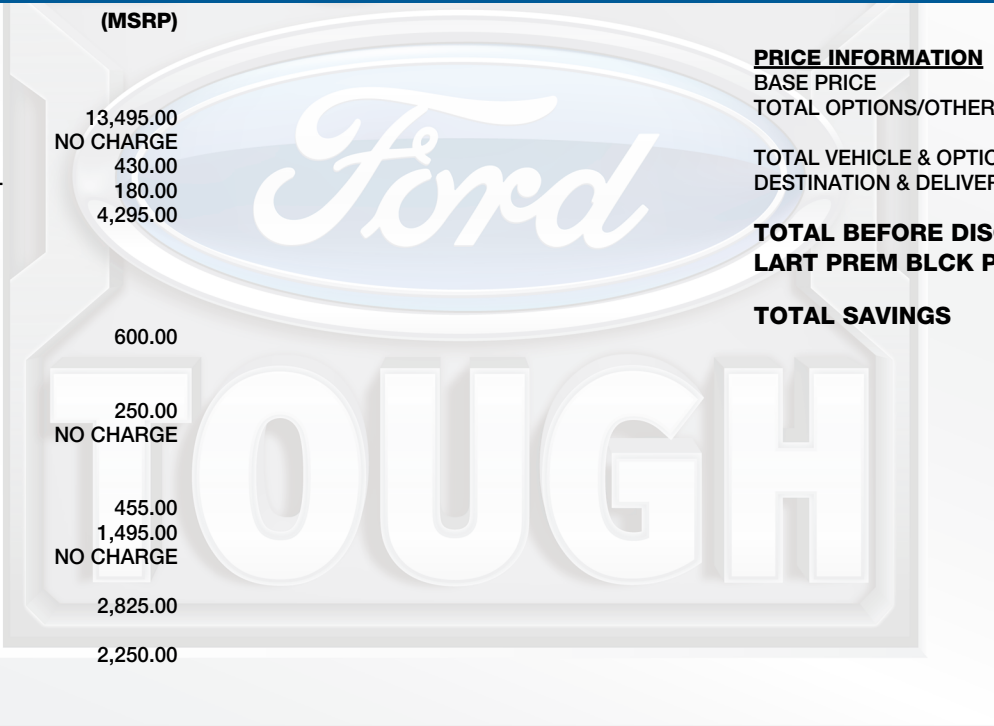 (MSRP)
13,495.00
NO CHARGE
430.00
180.00
4,295.00
600.00
250.00
NO CHARGE
455.00
1,495.00
NO CHARGE
2,825.00
2,250.00
PRICE INFORMATION
BASE PRICE
TOTAL OPTIONS/OTHER
TOTAL VEHICLE & OPTIO
DESTINATION & DELIVER
TOTAL BEFORE DIS
LART PREM BLCK P
TOTAL SAVINGS
Ford
TOUGH